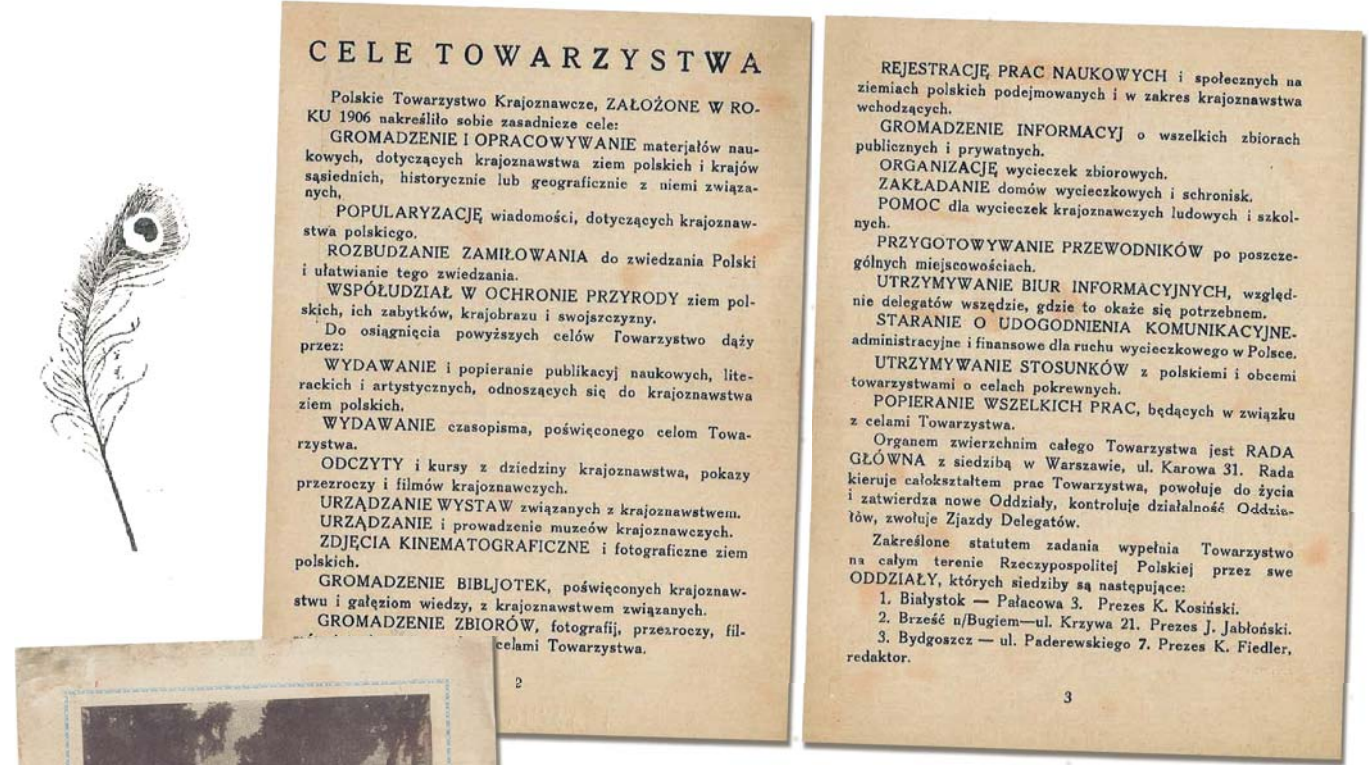 CELE TOWARZYSTWA
Polskie Towarzystwo Krajoznawcze, ZAŁOŻONE W RO-
KU 1906 nakreśliło sobie zasadnicze cele:
GROMADZENIE I OPRACOWYWANIE materjałów nau-
kowych, dotyczących krajoznawstwa ziem polskich i krajów
sąsiednich, historycznie lub geograficznie z niemi związa-
nych,
POPULARYZACJĘ wiadomości, dotyczących krajoznaw-
stwa polskiego.
ROZBUDZANIE ZAMIŁOWANIA do zwiedzania Polski
i ułatwianie tego zwiedzania.
WSPÓŁUDZIAŁ W OCHRONIE PRZYRODY ziem pol-
skich, ich zabytków, krajobrazu i swojszczyzny.
Do osiągnięcia powyższych celów Towarzystwo dąży
przez:
WYDAWANIE i popieranie publikacyj naukowych, lite-
rackich i artystycznych, odnoszących się do krajoznawstwa
ziem polskich.
WYDAWANIE czasopisma, poświęconego celom Towa-
rzystwa.
ODCZYTY i kursy z dziedziny krajoznawstwa, pokazy
przezroczy i filmów krajoznawczych.
URZĄDZANIE WYSTAW związanych z krajoznawstwem.
URZĄDZANIE i prowadzenie muzeów krajoznawczych.
ZDJĘCIA KINEMATOGRAFICZNE i fotograficzne ziem
polskich.
GROMADZENIE BIBLJOTEK, poświęconych krajoznaw-
stwu i gałęziom wiedzy, z krajoznawstwem związanych.
GROMADZENIE ZBIORÓW, fotografij, przezroczy, fil-
celami Towarzystwa.
2
REJESTRACJĘ PRAC NAUKOWYCH i społecznych na
ziemiach polskich podejmowanych i w zakres krajoznawstwa
wchodzących.
GROMADZENIE INFORMACYJ o wszelkich zbiorach
publicznych i prywatnych.
ORGANIZACJĘ wycieczek zbiorowych.
ZAKŁADANIE domów wycieczkowych i schronisk.
POMOC dla wycieczek krajoznawczych ludowych i szkol-
nych.
PRZYGOTOWYWANIE PRZEWODNIKÓW po poszcze-
gólnych miejscowościach.
UTRZYMYWANIE BIUR INFORMACYJNYCH, względ-
nie delegatów wszędzie, gdzie to okaże się potrzebnem.
STARANIE O UDOGODNIENIA KOMUNIKACYJNE-
administracyjne i finansowe dla ruchu wycieczkowego w Polsce.
UTRZYMYWANIE STOSUNKÓW z polskiemi i obcemi
towarzystwami o celach pokrewnych.
POPIERANIE WSZELKICH PRAC, będących w związku
z celami Towarzystwa.
Organem zwierzchnim całego Towarzystwa jest RADA
GŁÓWNA z siedzibą w Warszawie, ul. Karowa 31. Rada
kieruje całokształtem prac Towarzystwa, powołuje do życia
i zatwierdza nowe Oddziały, kontroluje działalność Oddzia-
łów, zwołuje Zjazdy Delegatów.
Zakreślone statutem zadania wypełnia Towarzystwo
na całym terenie Rzeczypospolitej Polskiej przez swe
ODDZIAŁY, których siedziby są następujące:
1. Białystok — Pałacowa 3. Prezes K. Kosiński.
2. Brześć n/Bugiem—ul. Krzywa 21. Prezes J. Jabłoński.
3. Bydgoszcz — ul. Paderewskiego 7. Prezes K. Fiedler,
redaktor.
3